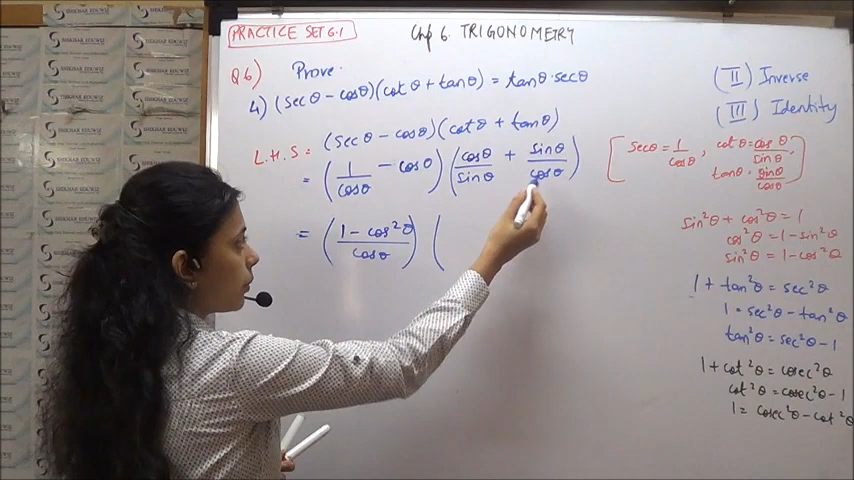 PRACTICE SET 6.1
Chp 6. TRIGONOMETRY
Q6) Prove.
4) (secθ - cosθ)(cotθ + tanθ) = tanθ·secθ
L.H.S = (secθ - cosθ)(cotθ + tanθ)
= (1/cosθ - cosθ)(cosθ/sinθ + sinθ/cosθ)
= (1 - cos²θ/cosθ)(
[secθ = 1/cosθ, cotθ = cosθ/sinθ,
tanθ = sinθ/cosθ]
(II) Inverse
(III) Identity
sin²θ + cos²θ = 1
cos²θ = 1 - sin²θ
sin²θ = 1 - cos²θ
1 + tan²θ = sec²θ
1 = sec²θ - tan²θ
tan²θ = sec²θ - 1
1 + cot²θ = cosec²θ
cot²θ = cosec²θ - 1
1 = cosec²θ - cot²θ
SHIKHAR EDUWIZ